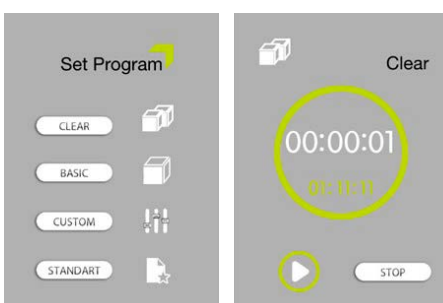 Set Program
CLEAR
BASIC
CUSTOM
STANDART
Clear
00:00:01
01:11:11
STOP